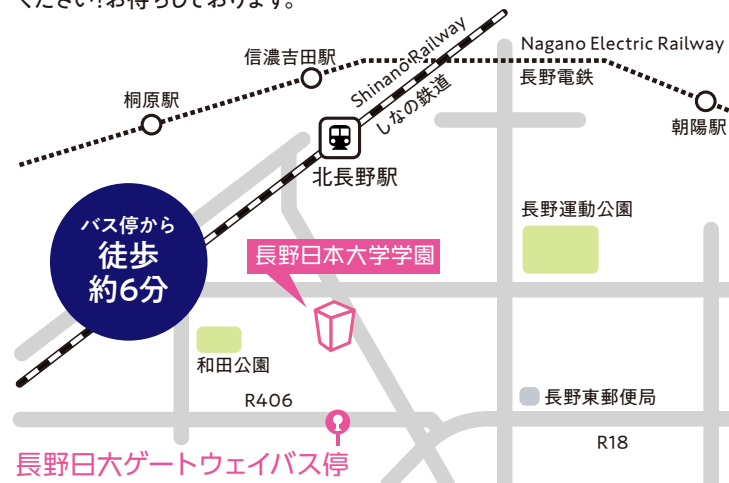 ください！お待ちしております。
Nagano Electric Railway
長野電鉄
信濃吉田駅
Shinano Railway
しなの鉄道
桐原駅
朝陽駅
北長野駅
バス停から
徒歩
約6分
長野運動公園
長野日本大学学園
和田公園
R406
長野東郵便局
R18
長野日大ゲートウェイバス停